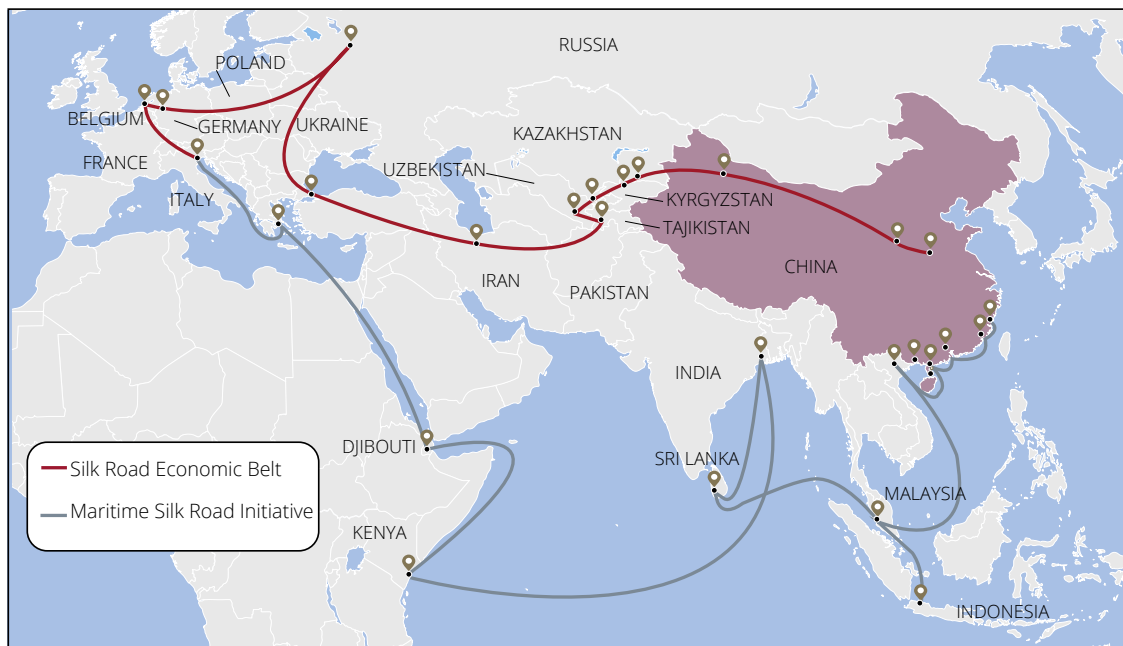 RUSSIA
POLAND
BELGIUM
GERMANY
UKRAINE
KAZAKHSTAN
FRANCE
UZBEKISTAN
ITALY
KYRGYZSTAN
TAJIKISTAN
CHINA
IRAN
PAKISTAN
INDIA
DJIBOUTI
SRI LANKA
Silk Road Economic Belt
MALAYSIA
Maritime Silk Road Initiative
KENYA
INDONESIA